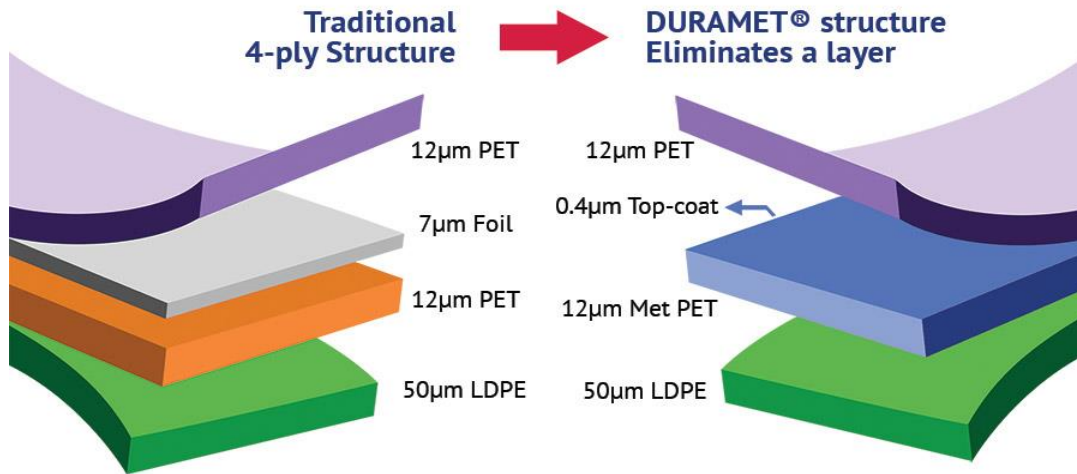 Traditional
4-ply Structure
DURAMET® structure
Eliminates a layer
12µm PET
7µm Foil
12µm PET
50µm LDPE
12µm PET
0.4µm Top-coat
12µm Met PET
50µm LDPE